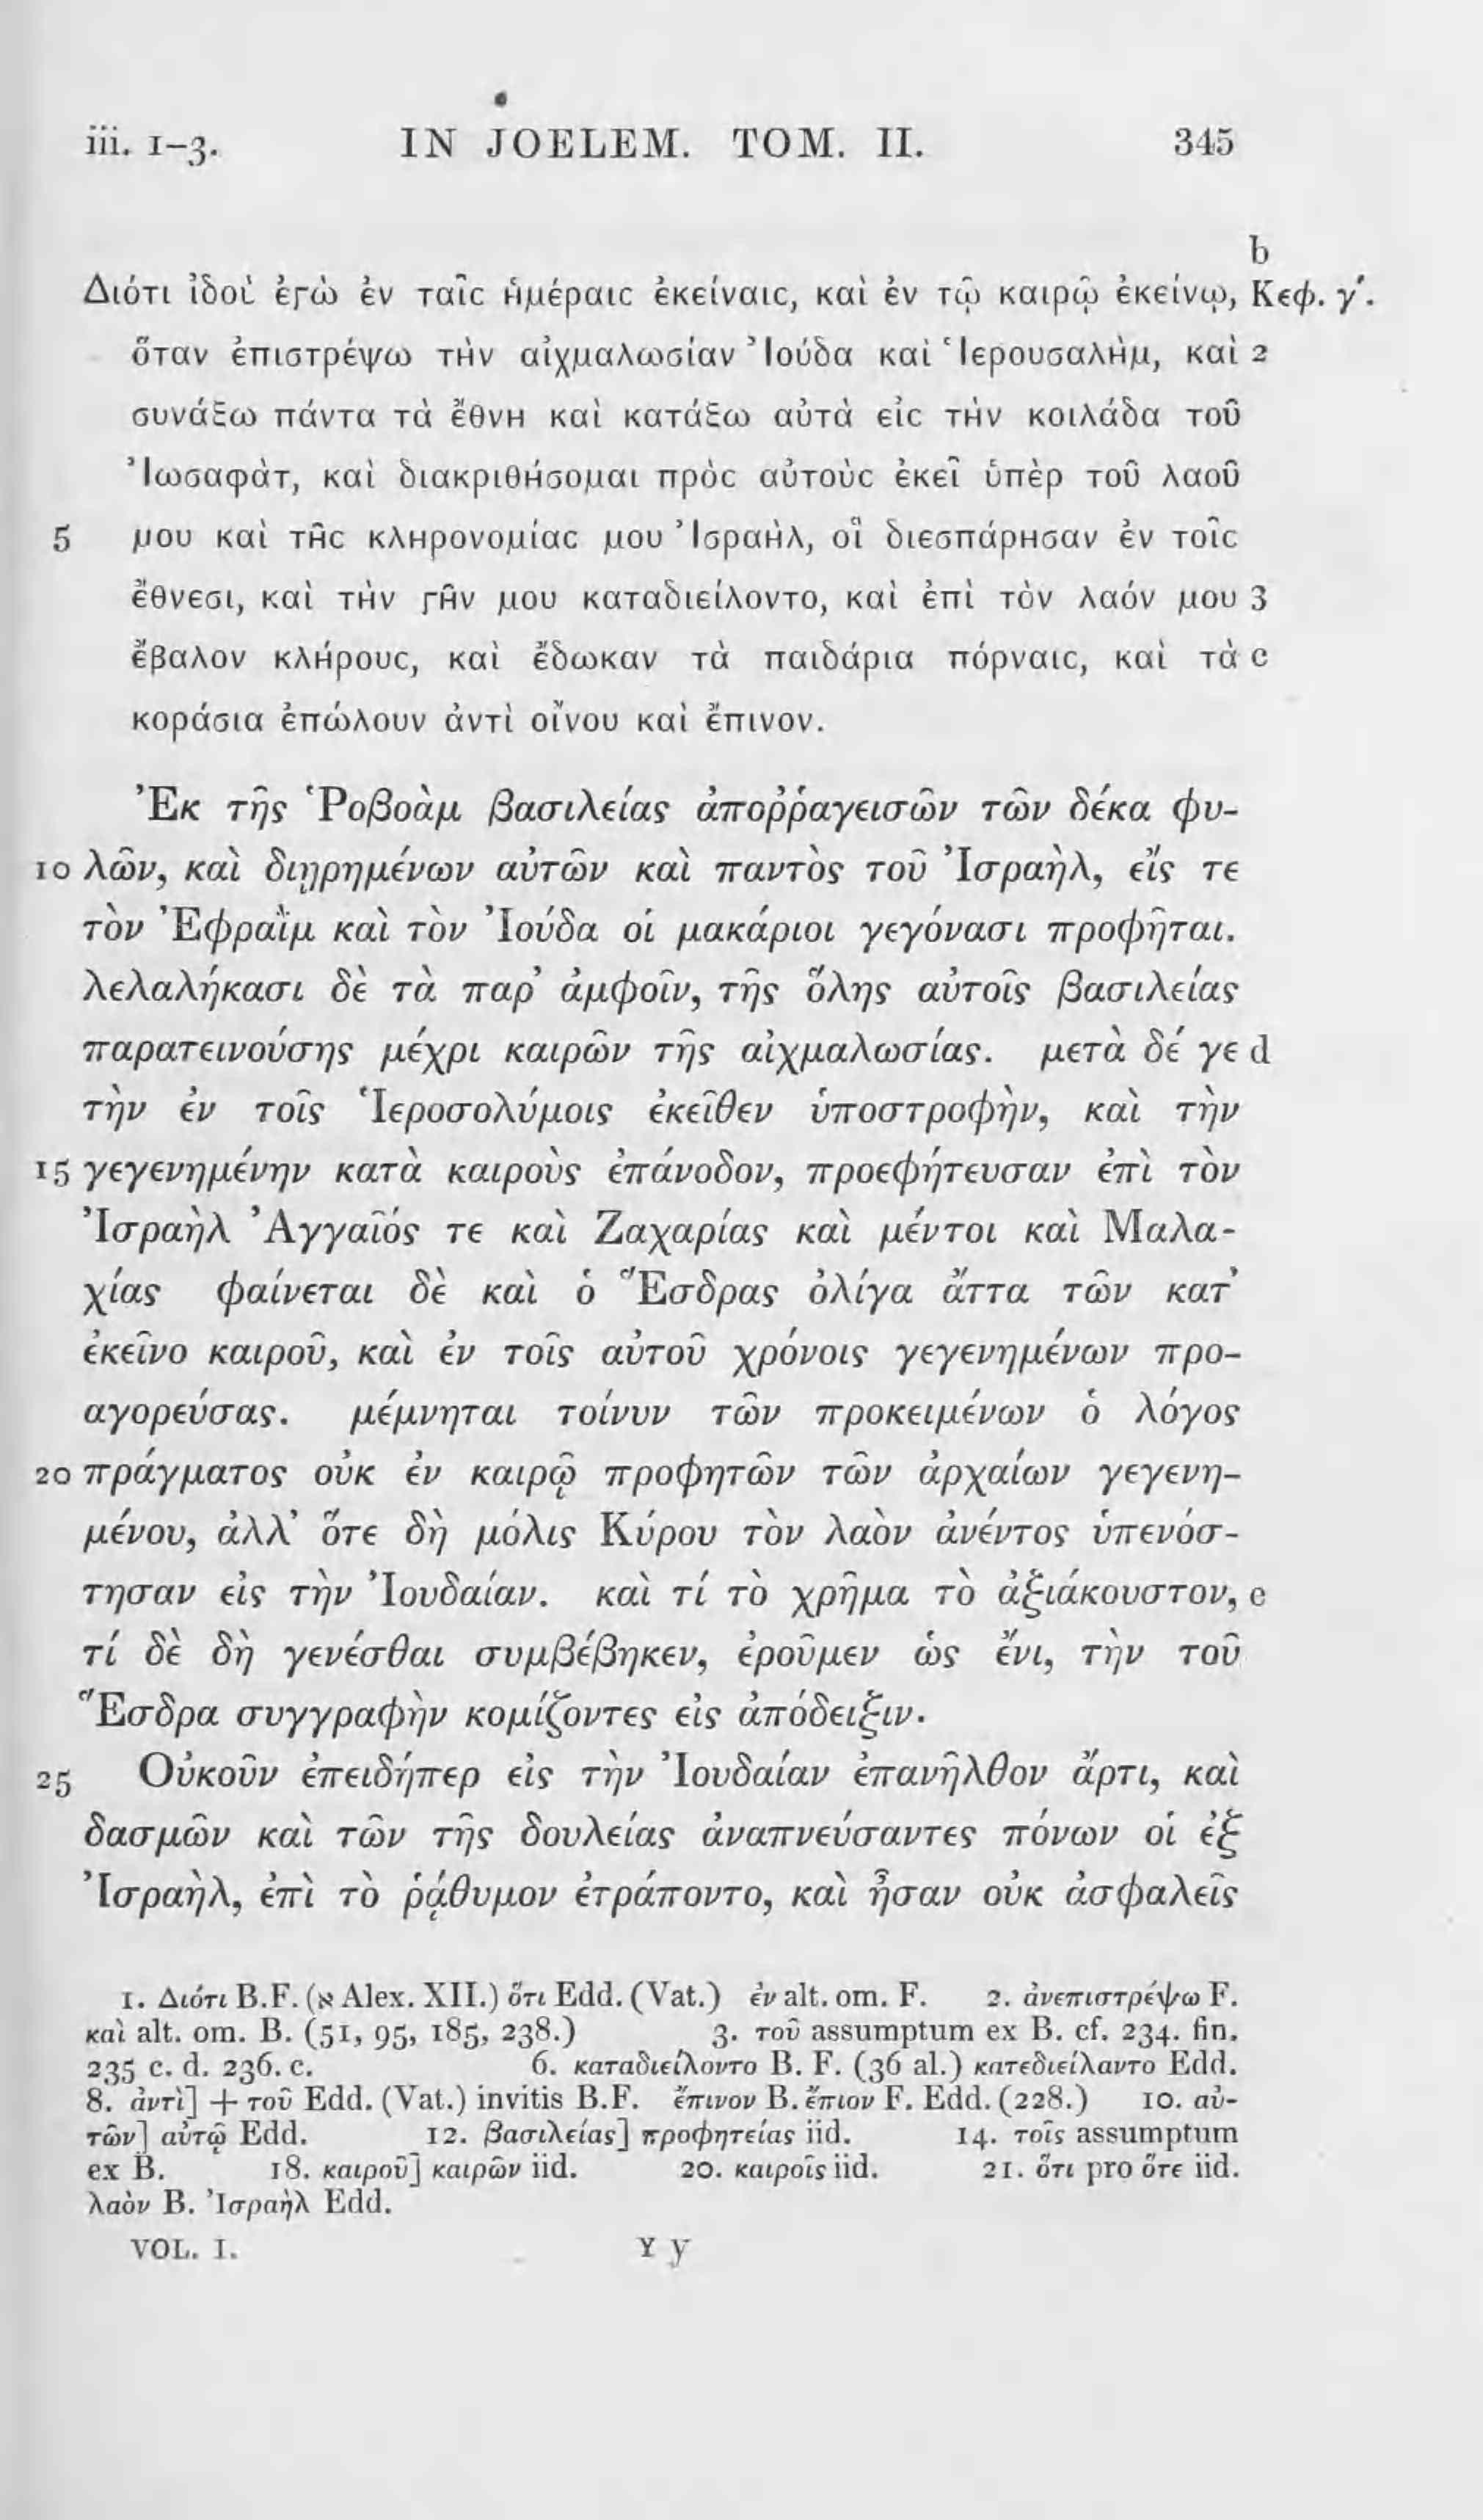 iii. 1-3. IN JOELEM. TOM. II. 345
b
Διότι ἰδοὺ ἐγὼ ἐν ταῖς ἡμέραις ἐκείναις, καὶ ἐν τῷ καιρῷ ἐκείνῳ, Κεφ. γʹ.
ὅταν ἐπιστρέψω τὴν αἰχμαλωσίαν Ἰούδα καὶ Ἱερουσαλὴμ, καὶ 2
συνάξω πάντα τὰ ἔθνη καὶ κατάξω αὐτὰ εἰς τὴν κοιλάδα τοῦ
Ἰωσαφὰτ, καὶ διακριθήσομαι πρὸς αὐτοὺς ἐκεῖ ὑπὲρ τοῦ λαοῦ
5 μου καὶ τῆς κληρονομίας μου Ἰσραὴλ, οἳ διεσπάρησαν ἐν τοῖς
ἔθνεσι, καὶ τὴν γῆν μου καταδιείλοντο, καὶ ἐπὶ τὸν λαόν μου 3
ἔβαλον κλήρους, καὶ ἔδωκαν τὰ παιδάρια πόρναις, καὶ τὰ c
κοράσια ἐπώλουν ἀντὶ οἴνου καὶ ἔπινον.
Ἐκ τῆς Ῥοβοὰμ βασιλείας ἀποῤῥαγεισῶν τῶν δέκα φυ-
10 λῶν, καὶ διῃρημένων αὐτῶν καὶ παντὸς τοῦ Ἰσραὴλ, εἴς τε
τὸν Ἐφραῒμ καὶ τὸν Ἰούδα οἱ μακάριοι γεγόνασι προφῆται.
λελαλήκασι δὲ τὰ παρ’ ἀμφοῖν, τῆς ὅλης αὐτοῖς βασιλείας
παρατεινούσης μέχρι καιρῶν τῆς αἰχμαλωσίας. μετὰ δέ γε d
τὴν ἐν τοῖς Ἱεροσολύμοις ἐκεῖθεν ὑποστροφὴν, καὶ τὴν
15 γεγενημένην κατὰ καιροὺς ἐπάνοδον, προεφήτευσαν ἐπὶ τὸν
Ἰσραὴλ Ἀγγαῖός τε καὶ Ζαχαρίας καὶ μέντοι καὶ Μαλα-
χίας φαίνεται δὲ καὶ ὁ Ἔσδρας ὀλίγα ἄττα τῶν κατ’
ἐκεῖνο καιροῦ, καὶ ἐν τοῖς αὐτοῦ χρόνοις γεγενημένων προ-
αγορεύσας. μέμνηται τοίνυν τῶν προκειμένων ὁ λόγος
20 πράγματος οὐκ ἐν καιρῷ προφητῶν τῶν ἀρχαίων γεγενη-
μένου, ἀλλ’ ὅτε δὴ μόλις Κύρου τὸν λαὸν ἀνέντος ὑπενόσ-
τησαν εἰς τὴν Ἰουδαίαν. καὶ τί τὸ χρῆμα τὸ ἀξιάκουστον, e
τί δὲ δὴ γενέσθαι συμβέβηκεν, ἐροῦμεν ὡς ἔνι, τὴν τοῦ
Ἔσδρα συγγραφὴν κομίζοντες εἰς ἀπόδειξιν.
25 Οὐκοῦν ἐπειδήπερ εἰς τὴν Ἰουδαίαν ἐπανῆλθον ἄρτι, καὶ
δασμῶν καὶ τῶν τῆς δουλείας ἀναπνεύσαντες πόνων οἱ ἐξ
Ἰσραὴλ, ἐπὶ τὸ ῥᾴθυμον ἐτράποντο, καὶ ἦσαν οὐκ ἀσφαλεῖς
1. Διότι B.F. (א Alex. XII.) ὅτι Edd. (Vat.) ἐν alt. om. F. 2. ἀνεπιστρέψω F.
καὶ alt. om. B. (51, 95, 185, 238.) 3. τοῦ assumptum ex B. cf. 234. fin.
235 c. d. 236. c. 6. καταδιείλοντο B. F. (36 al.) κατεδιείλαντο Edd.
8. ἀντὶ] + τοῦ Edd. (Vat.) invitis B.F. ἔπινον B. ἔπιον F. Edd. (228.) 10. αὐ-
τῶν] αὐτῷ Edd. 12. βασιλείας] προφητείας iid. 14. τοῖς assumptum
ex B. 18. καιροῦ] καιρῶν iid. 20. καιροῖς iid. 21. ὅτι pro ὅτε iid.
λαὸν B. Ἰσραὴλ Edd.
VOL. I. Y y